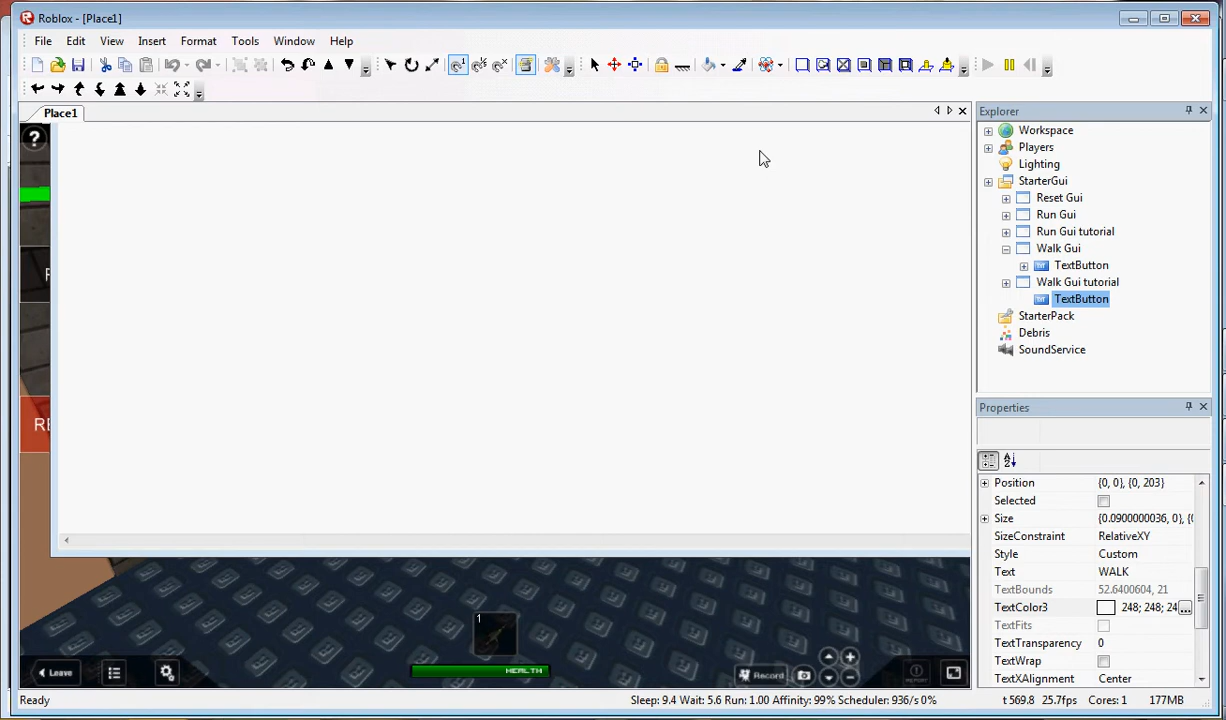 Roblox - [Place1]
File Edit View Insert Format Tools Window Help
Place1
Explorer
Workspace
Players
Lighting
StarterGui
Reset Gui
Run Gui
Run Gui tutorial
Walk Gui
TextButton
Walk Gui tutorial
TextButton
StarterPack
Debris
SoundService
?
RE
Properties
Position {0, 0}, {0, 203}
Selected
Size {0.0900000036, 0}, {
SizeConstraint RelativeXY
Style Custom
Text WALK
TextBounds 52.6400604, 21
TextColor3 248; 248; 24 ...
TextFits
TextTransparency 0
TextWrap
TextXAlignment Center
1
HEALTH
Leave
Record
REPORT
Ready Sleep: 9.4 Wait: 5.6 Run: 1.00 Affinity: 99% Scheduler: 936/s 0% t 569.8 25.7fps Cores: 1 177MB